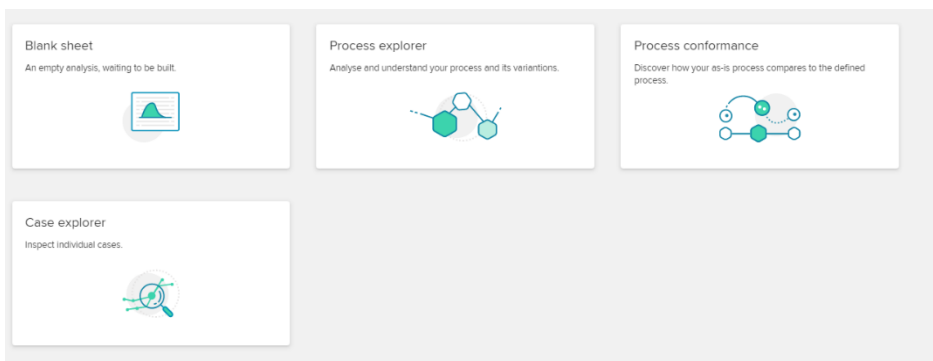 Blank sheet
An empty analysis, waiting to be built.
Process explorer
Analyse and understand your process and its variantions.
Process conformance
Discover how your as-is process compares to the defined
process.
Case explorer
Inspect individual cases.